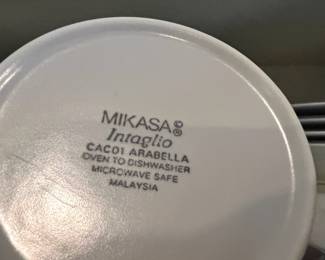 MIKASA©®
Intaglio
CAC01 ARABELLA
OVEN TO DISHWASHER
MICROWAVE SAFE
MALAYSIA